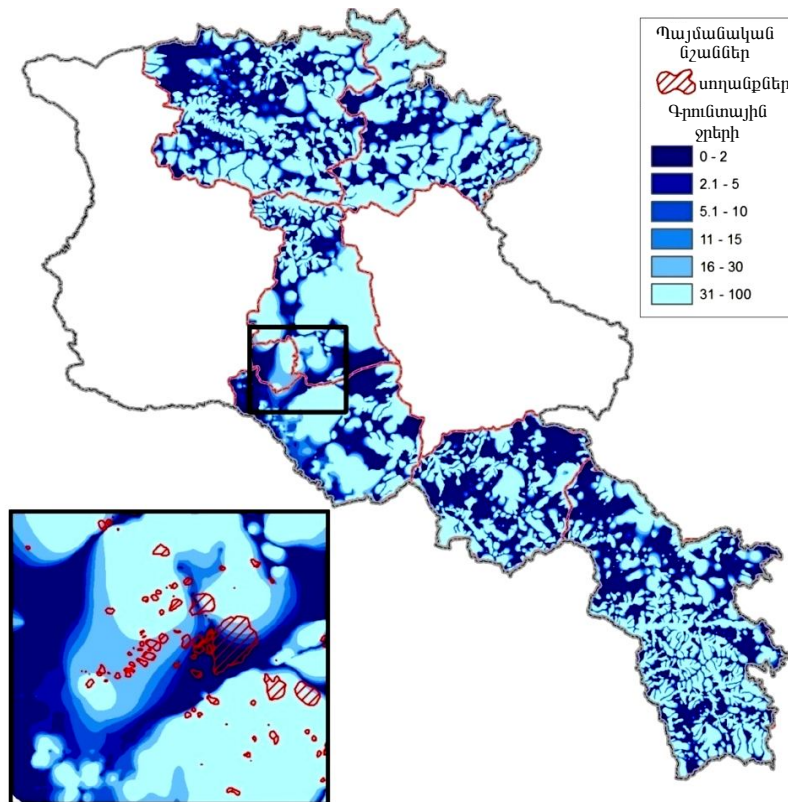 Պայմանական
նշաններ
սողանքներ
Գրունտային
ջրերի
0 - 2
2.1 - 5
5.1 - 10
11 - 15
16 - 30
31 - 100